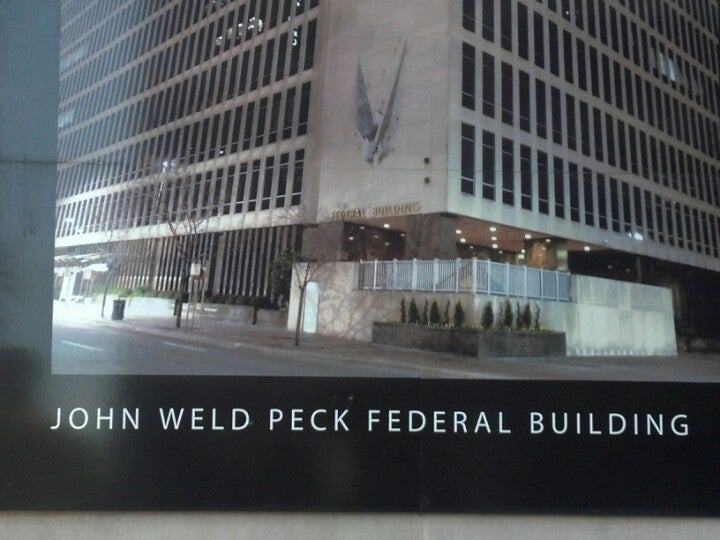 FEDERAL BUILDING
JOHN WELD PECK FEDERAL BUILDING